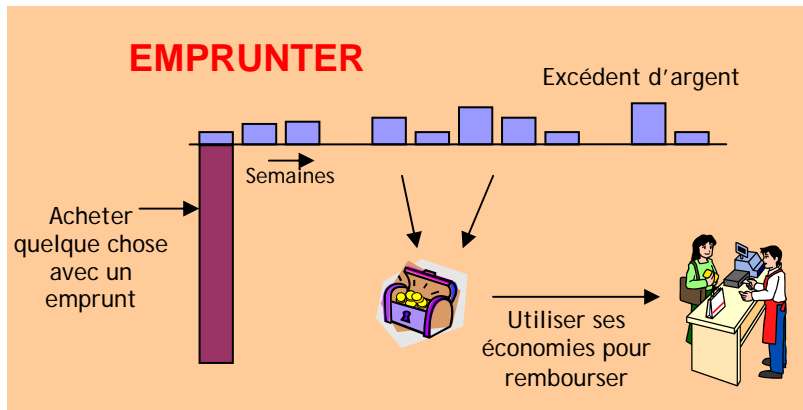 EMPRUNTER
Excédent d'argent
Semaines
Acheter
quelque chose
avec un
emprunt
Utiliser ses
économies pour
rembourser